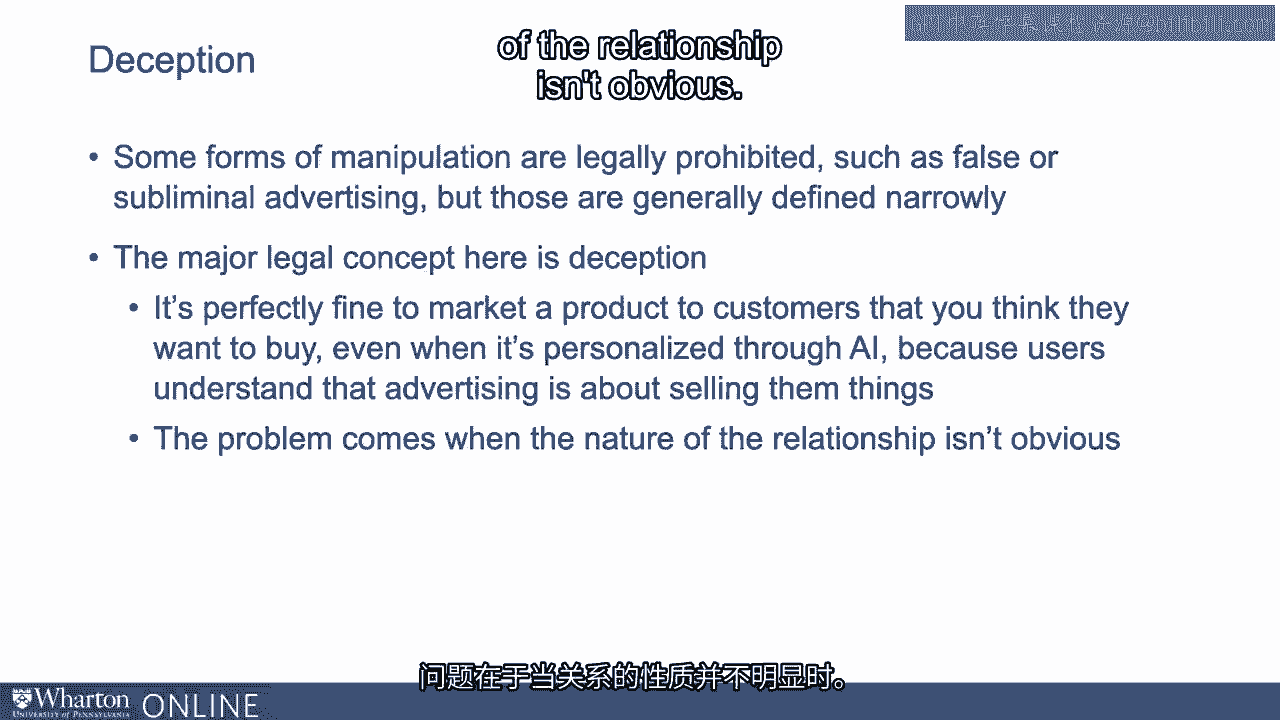 of the relationship
isn't obvious.
Deception
• Some forms of manipulation are legally prohibited, such as false or
subliminal advertising, but those are generally defined narrowly
• The major legal concept here is deception
• It's perfectly fine to market a product to customers that you think they
want to buy, even when it's personalized through AI, because users
understand that advertising is about selling them things
• The problem comes when the nature of the relationship isn't obvious
问题在于当关系的性质并不明显时。
Wharton ONLINE
UNIVERSITY of PENNSYLVANIA